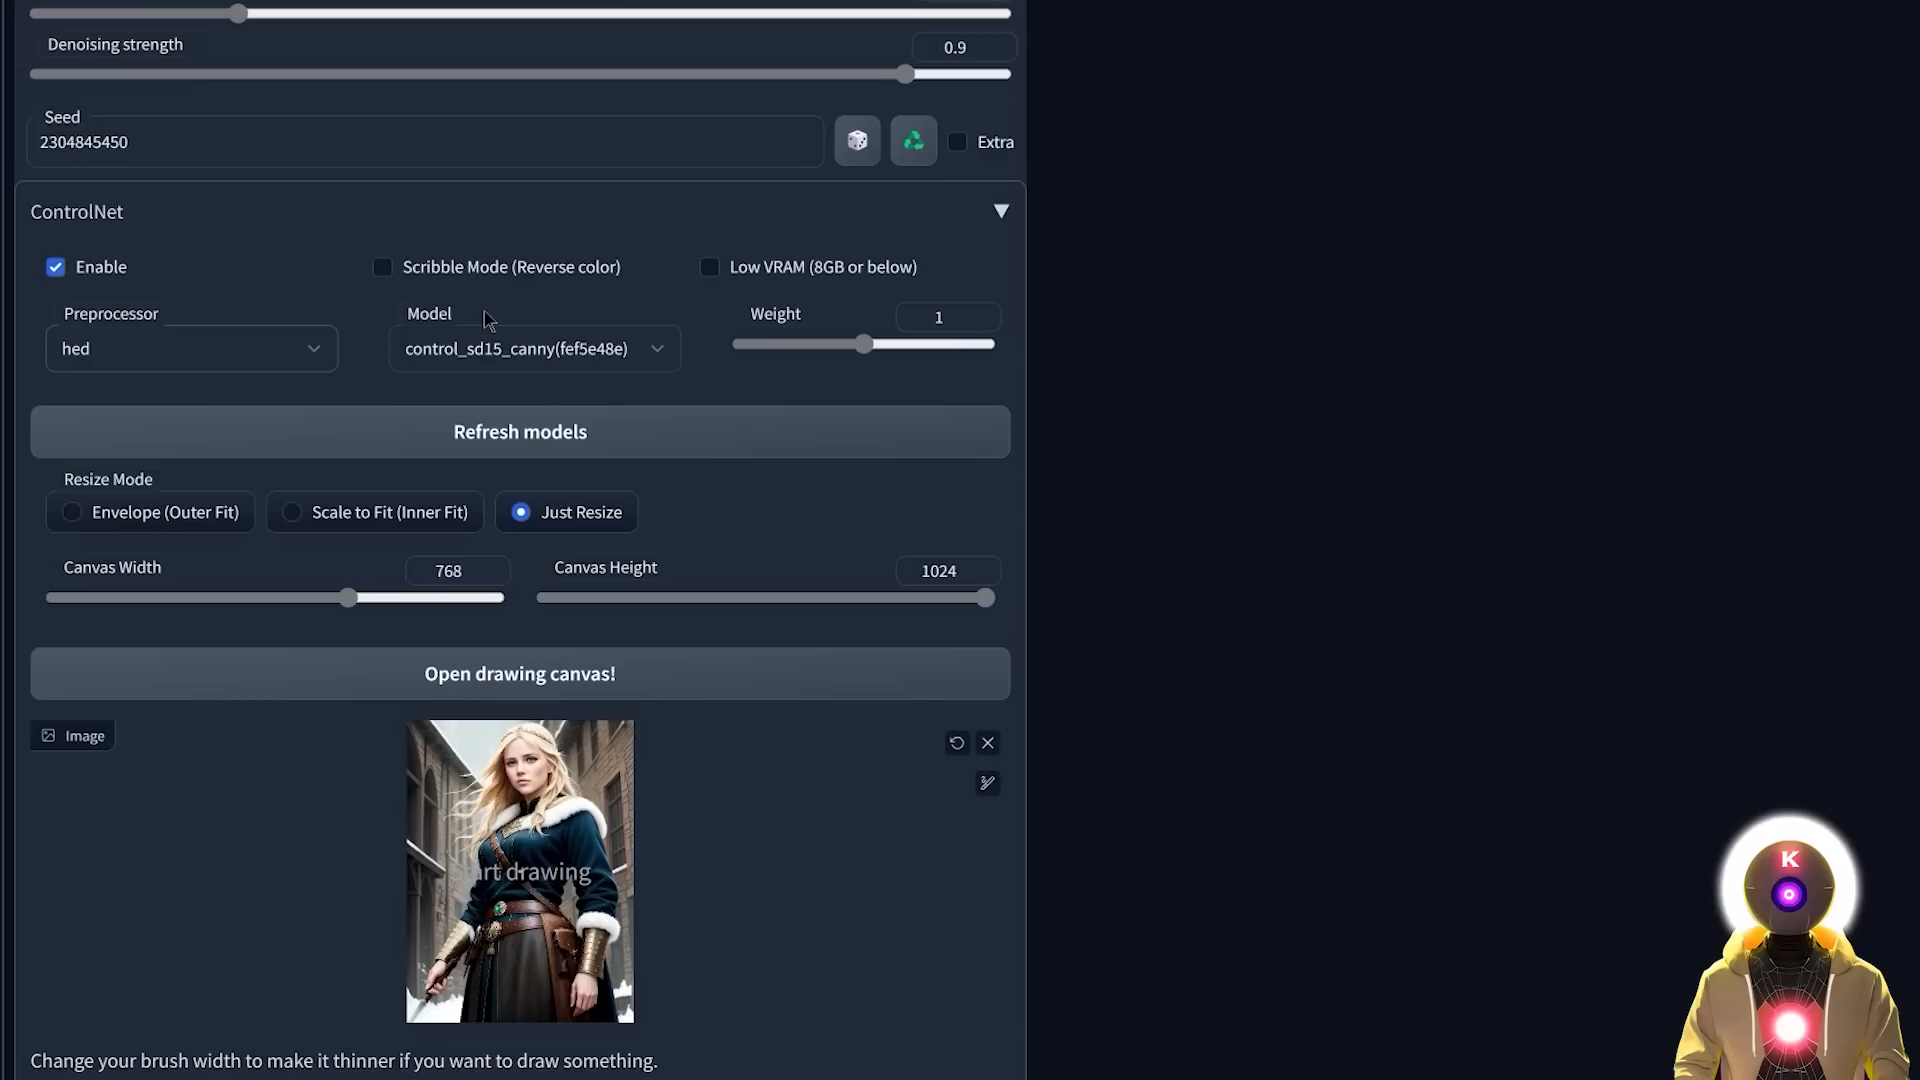 Denoising strength
0.9
Seed
2304845450
Extra
ControlNet
Enable
Scribble Mode (Reverse color)
Low VRAM (8GB or below)
Preprocessor
Model
Weight
1
hed
control_sd15_canny(fef5e48e)
Refresh models
Resize Mode
Envelope (Outer Fit)
Scale to Fit (Inner Fit)
Just Resize
Canvas Width
768
Canvas Height
1024
Open drawing canvas!
Image
drawing
K
Change your brush width to make it thinner if you want to draw something.